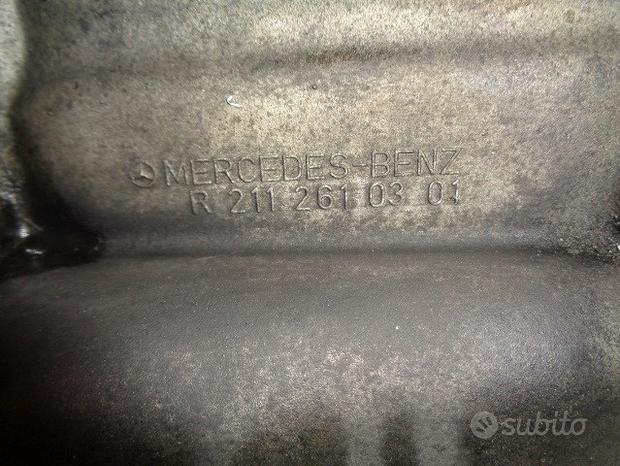 MERCEDES-BENZ
R 211 261 03 01
subito